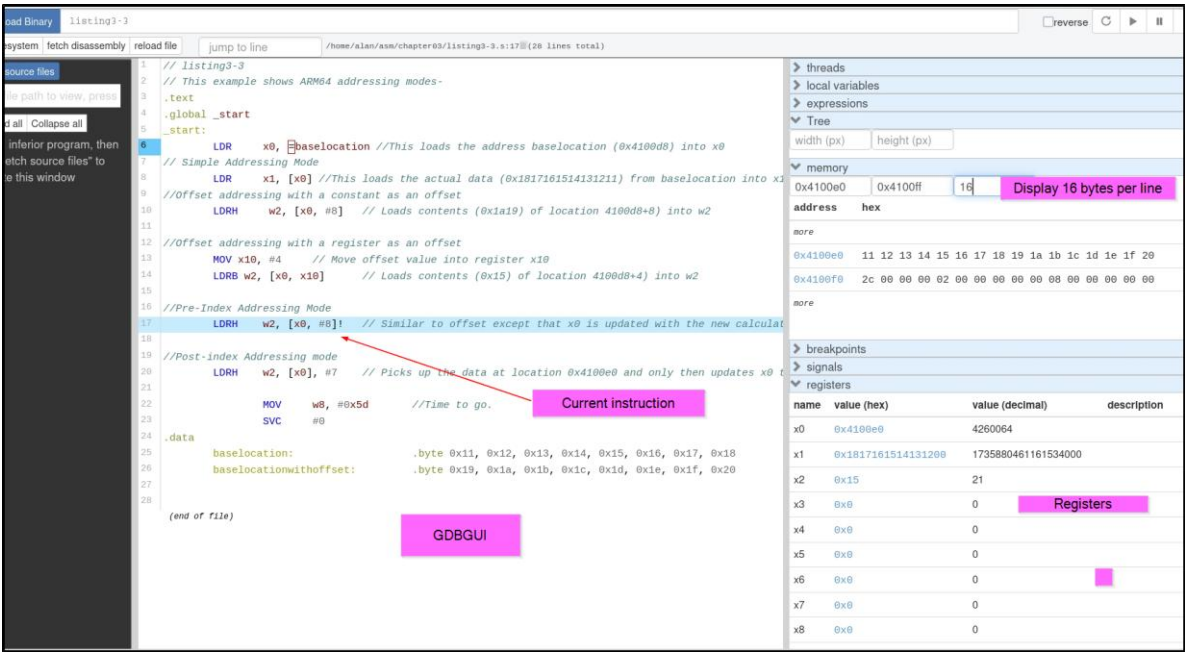 oad Binary listing3-3 reverse
esystem fetch disassembly reload file jump to line /home/alan/asm/chapter03/listing3-3.s:17 (28 lines total)
source files
ile path to view, press
d all Collapse all
inferior program, then
etch source files" to
te this window
1 // listing3-3
2 // This example shows ARM64 addressing modes-
3 .text
4 .global _start
5 _start:
6 LDR x0, =baselocation //This loads the address baselocation (0x4100d8) into x0
7 // Simple Addressing Mode
8 LDR x1, [x0] //This loads the actual data (0x1817161514131211) from baselocation into x1
9 //Offset addressing with a constant as an offset
10 LDRH w2, [x0, #8] // Loads contents (0x1a19) of location 4100d8+8) into w2
11
12 //Offset addressing with a register as an offset
13 MOV x10, #4 // Move offset value into register x10
14 LDRB w2, [x0, x10] // Loads contents (0x15) of location 4100d8+4) into w2
15
16 //Pre-Index Addressing Mode
17 LDRH w2, [x0, #8]! // Similar to offset except that x0 is updated with the new calculat
18
19 //Post-index Addressing mode
20 LDRH w2, [x0], #7 // Picks up the data at location 0x4100e0 and only then updates x0 t
21
22 MOV w8, #0x5d //Time to go.
23 SVC #0
24 .data
25 baselocation: .byte 0x11, 0x12, 0x13, 0x14, 0x15, 0x16, 0x17, 0x18
26 baselocationwithoffset: .byte 0x19, 0x1a, 0x1b, 0x1c, 0x1d, 0x1e, 0x1f, 0x20
27
28
(end of file)
Current instruction
GDBGUI
threads
local variables
expressions
Tree
width (px) height (px)
memory
0x4100e0 0x4100ff 16 Display 16 bytes per line
address hex
more
0x4100e0 11 12 13 14 15 16 17 18 19 1a 1b 1c 1d 1e 1f 20
0x4100f0 2c 00 00 00 02 00 00 00 00 00 08 00 00 00 00 00
more
breakpoints
signals
registers
name value (hex) value (decimal) description
x0 0x4100e0 4260064
x1 0x1817161514131208 1735880461161534000
x2 0x15 21
x3 0x0 0 Registers
x4 0x0 0
x5 0x0 0
x6 0x0 0
x7 0x0 0
x8 0x0 0